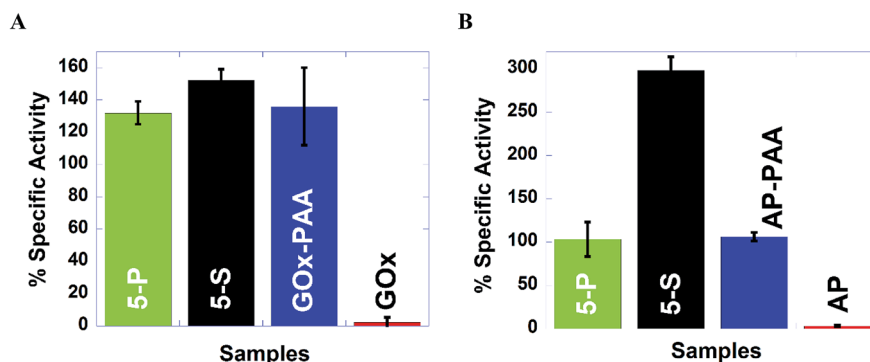 A
% Specific Activity
160
140
120
100
80
60
40
20
0
5-P
5-S
GOx-PAA
GOx
Samples
B
% Specific Activity
300
250
200
150
100
50
0
5-P
5-S
AP-PAA
AP
Samples